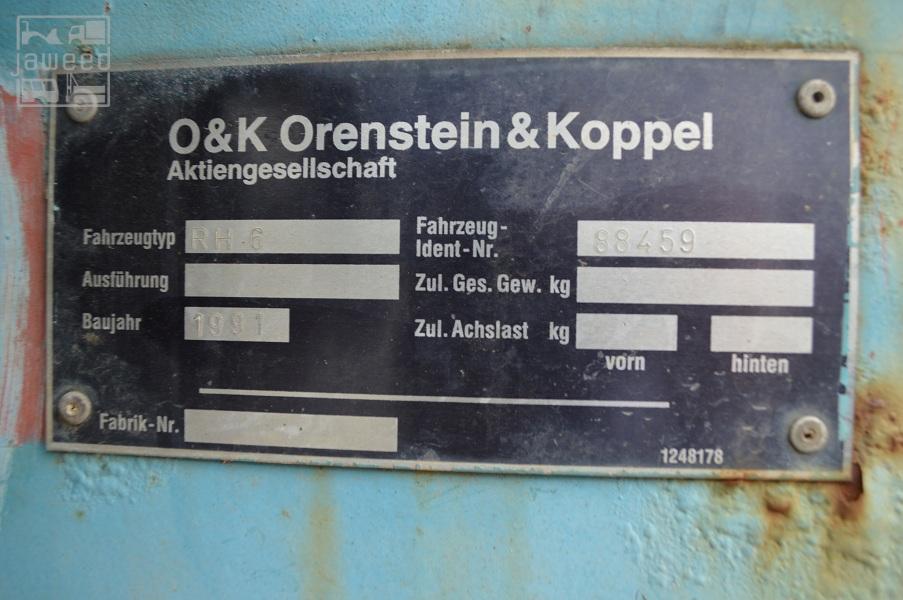 jaweed
O&K Orenstein & Koppel
Aktiengesellschaft
Fahrzeugtyp RH 6
Fahrzeug-
Ident-Nr. 88459
Ausführung
Zul. Ges. Gew. kg
Baujahr 1991
Zul. Achslast kg
vorn hinten
Fabrik-Nr.
1248178